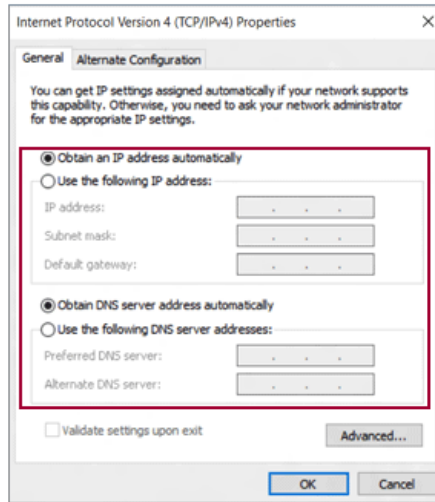 Internet Protocol Version 4 (TCP/IPv4) Properties
General Alternate Configuration
You can get IP settings assigned automatically if your network supports
this capability. Otherwise, you need to ask your network administrator
for the appropriate IP settings.
Obtain an IP address automatically
Use the following IP address:
IP address:
Subnet mask:
Default gateway:
Obtain DNS server address automatically
Use the following DNS server addresses:
Preferred DNS server:
Alternate DNS server:
Validate settings upon exit
Advanced...
OK Cancel